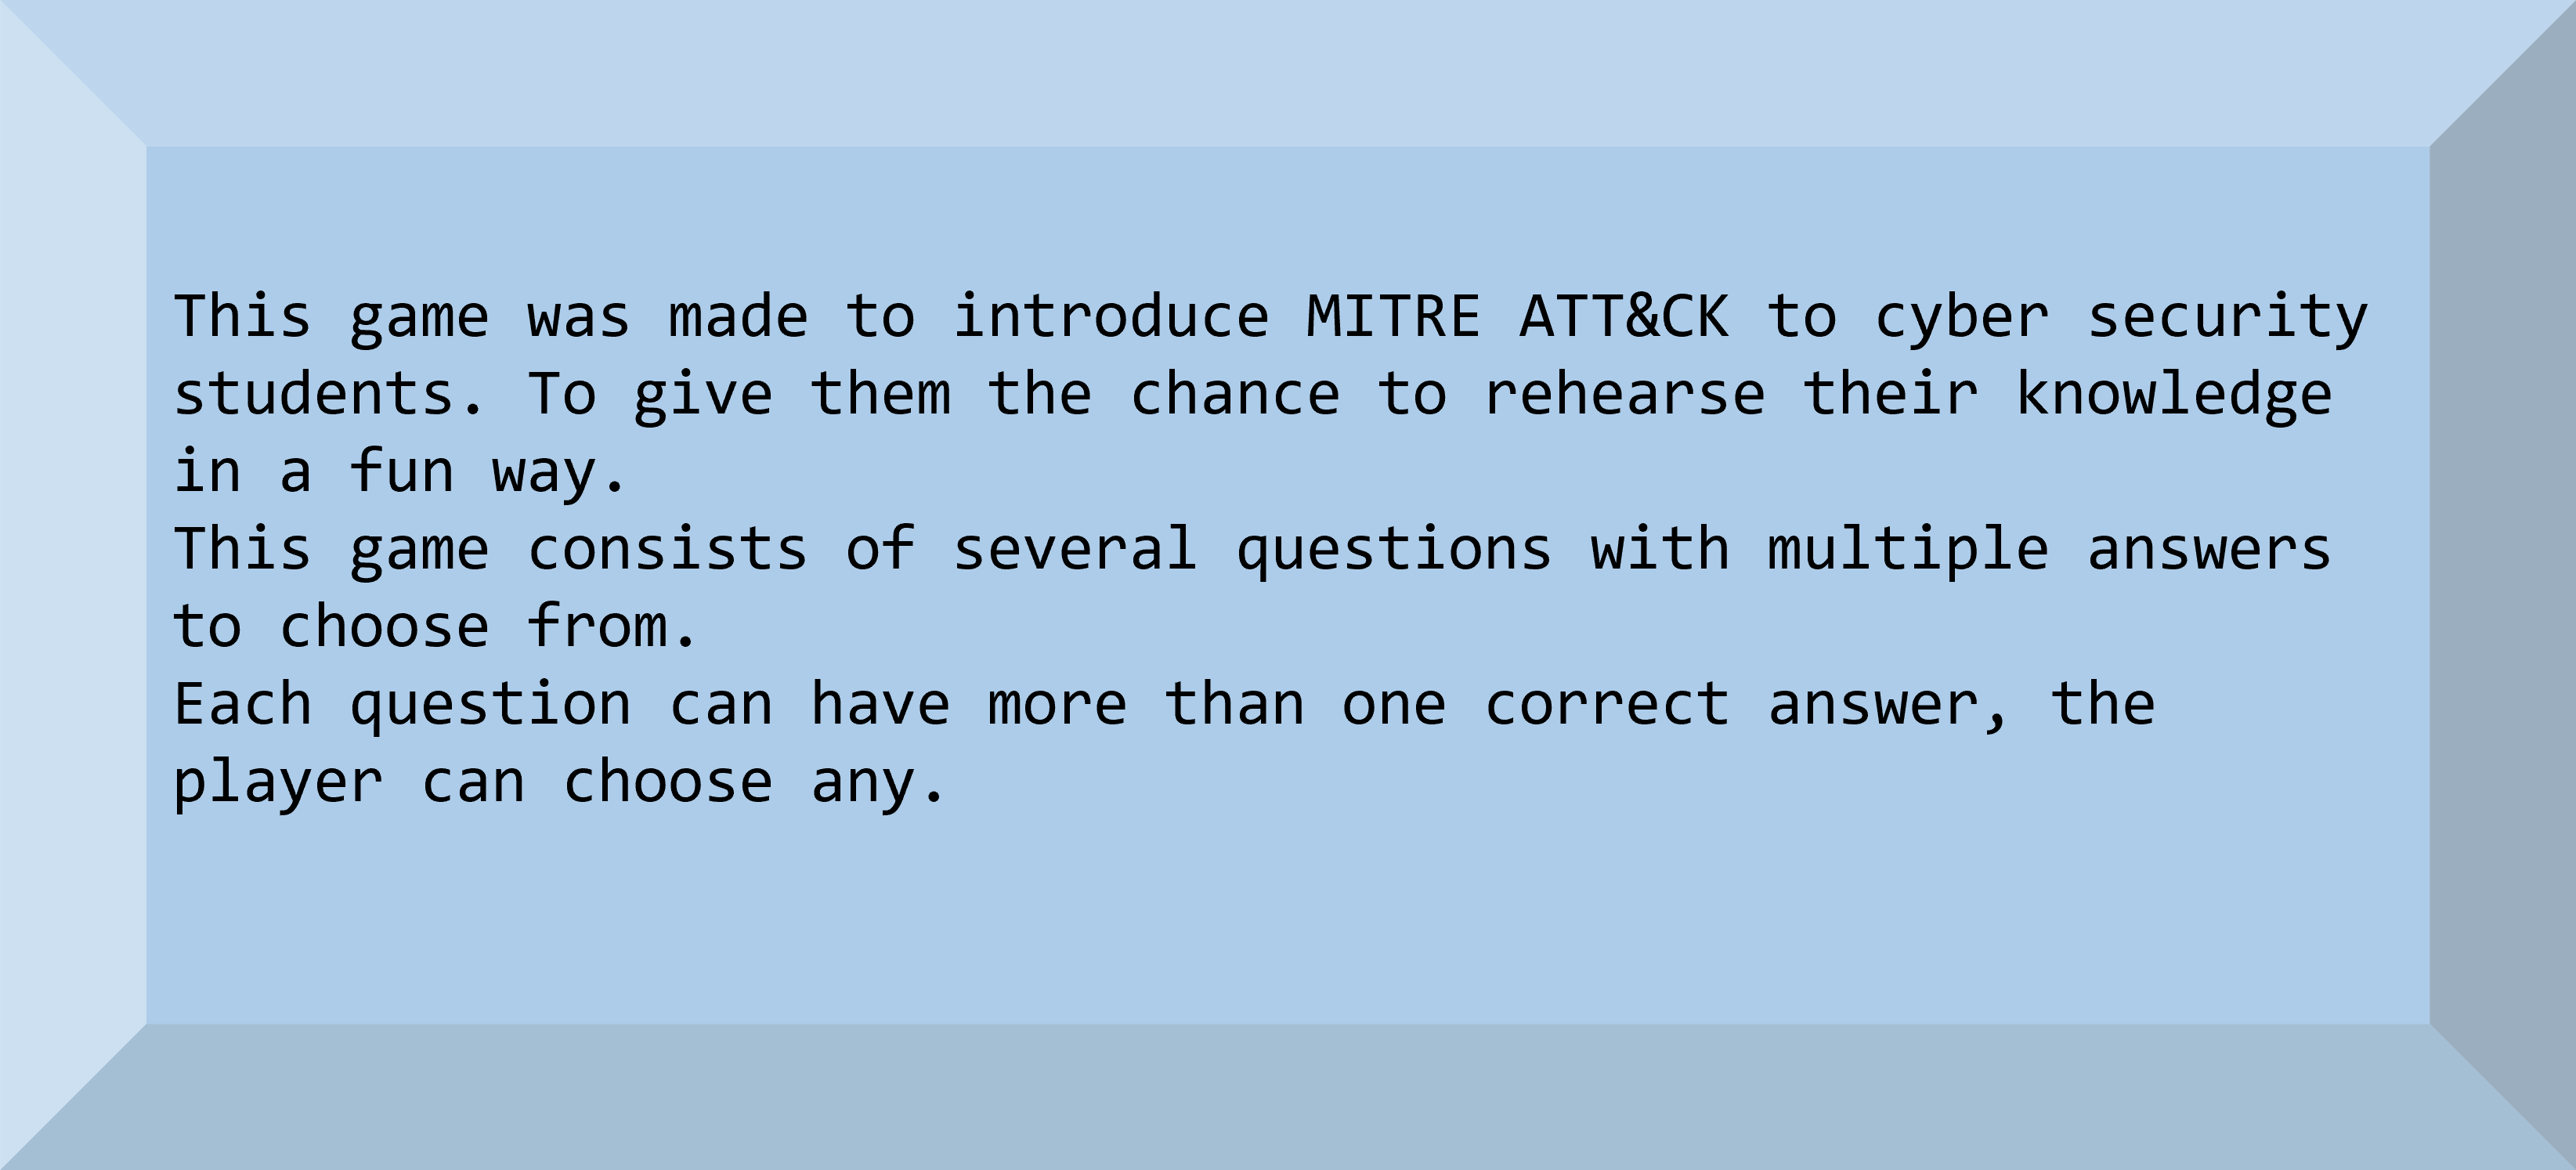 This game was made to introduce MITRE ATT&CK to cyber security
students. To give them the chance to rehearse their knowledge
in a fun way.
This game consists of several questions with multiple answers
to choose from.
Each question can have more than one correct answer, the
player can choose any.